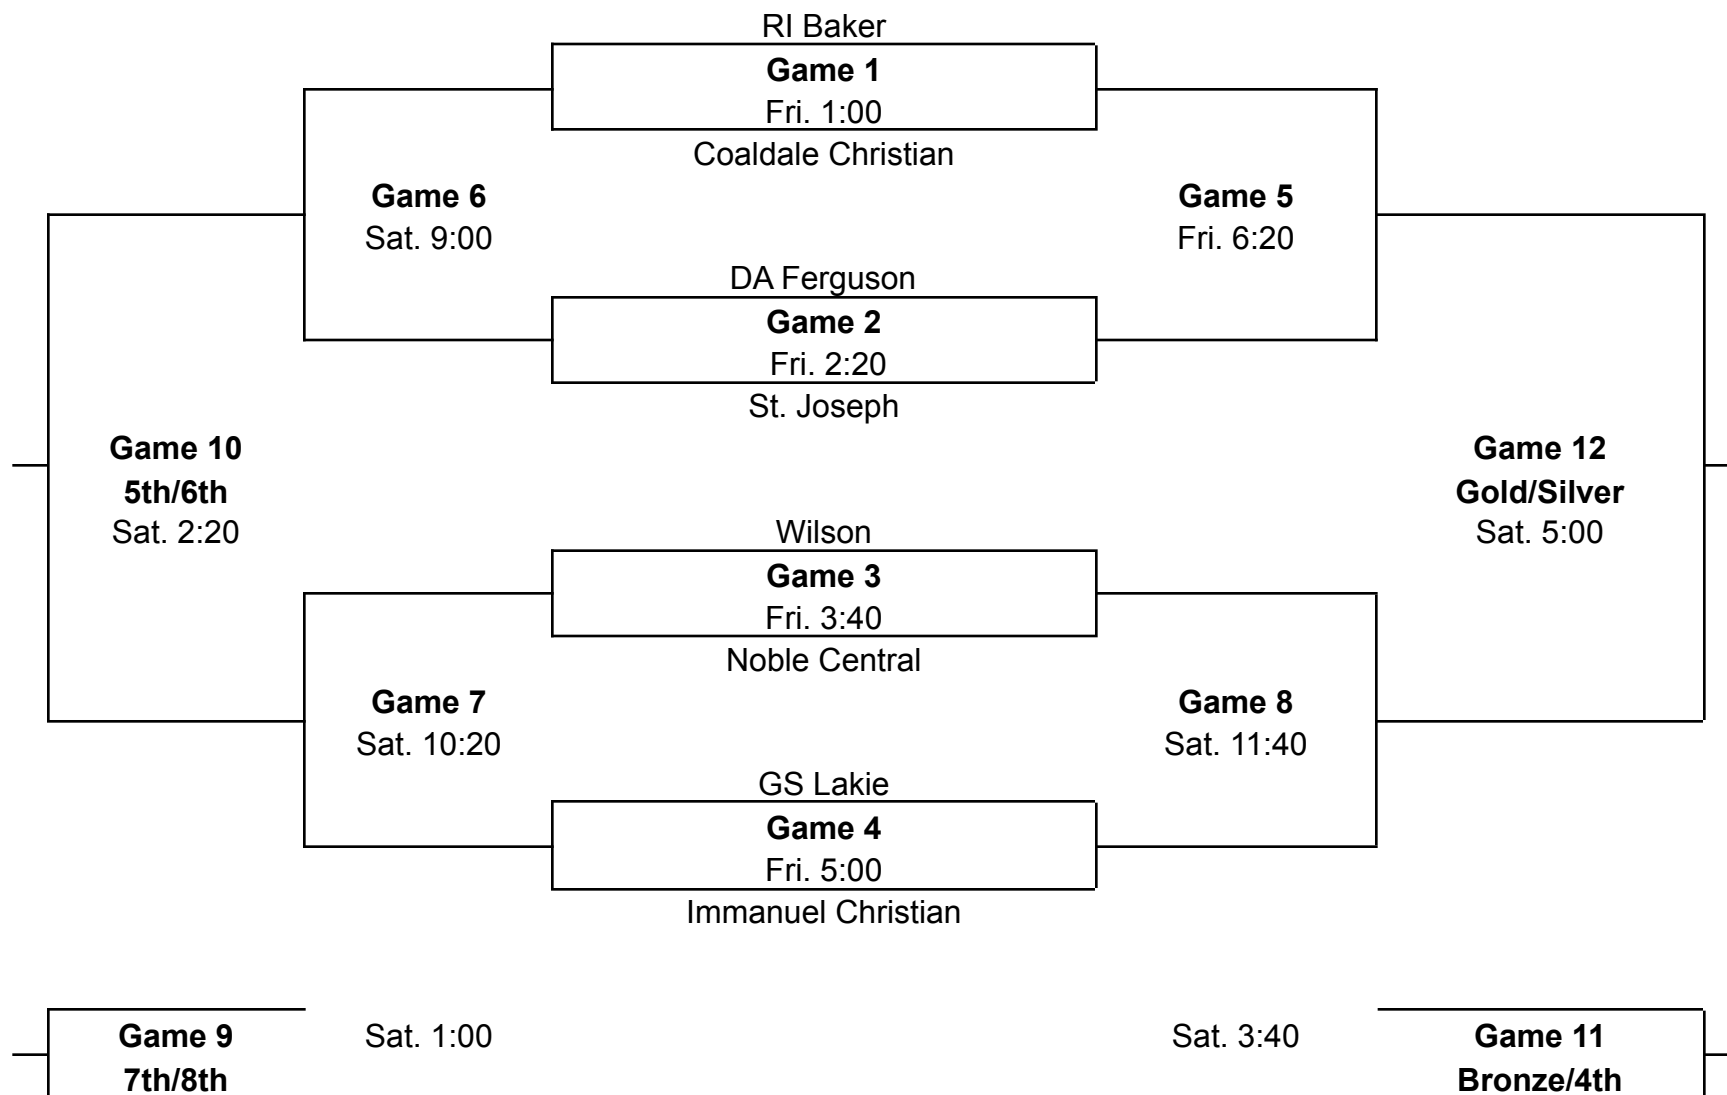 RI Baker
Game 1
Fri. 1:00
Coaldale Christian
Game 6
Game 5
Sat. 9:00
Fri. 6:20
DA Ferguson
Game 2
Fri. 2:20
St. Joseph
Game 10
Game 12
5th/6th
Gold/Silver
Sat. 2:20
Sat. 5:00
Wilson
Game 3
Fri. 3:40
Noble Central
Game 7
Game 8
Sat. 10:20
Sat. 11:40
GS Lakie
Game 4
Fri. 5:00
Immanuel Christian
Game 9
Sat. 1:00
Sat. 3:40
Game 11
7th/8th
Bronze/4th